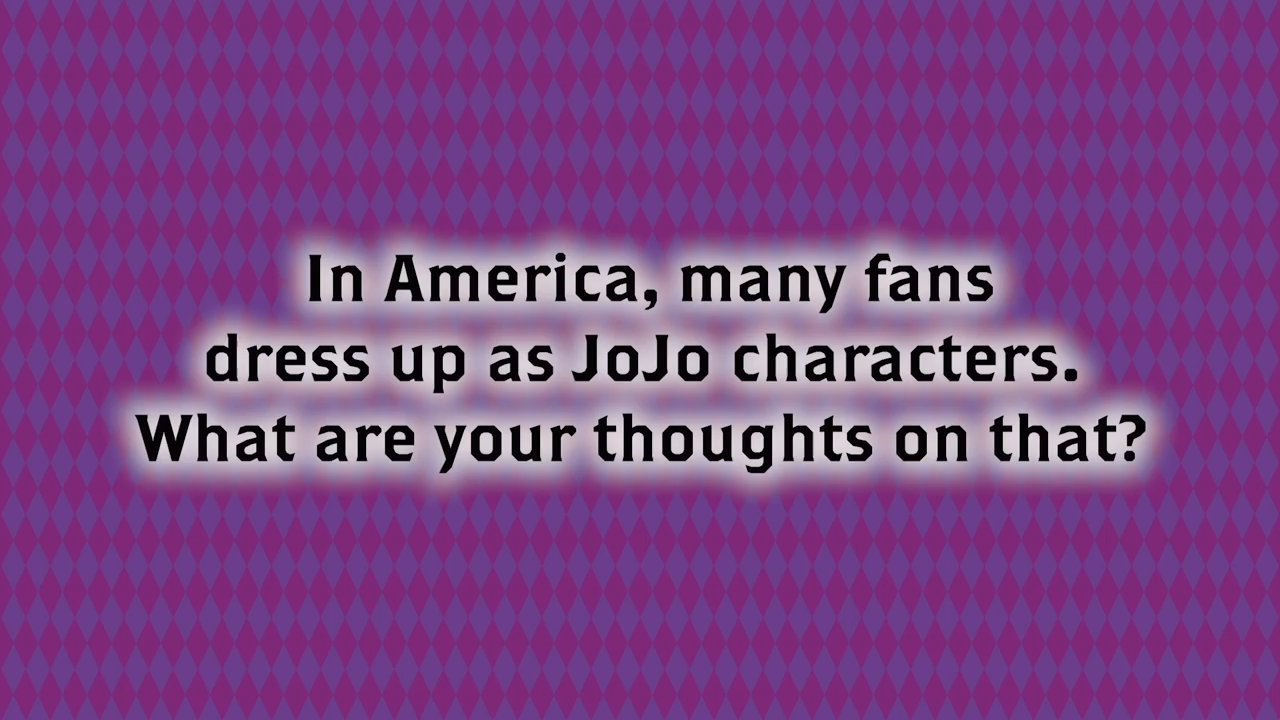 In America, many fans
dress up as JoJo characters.
What are your thoughts on that?